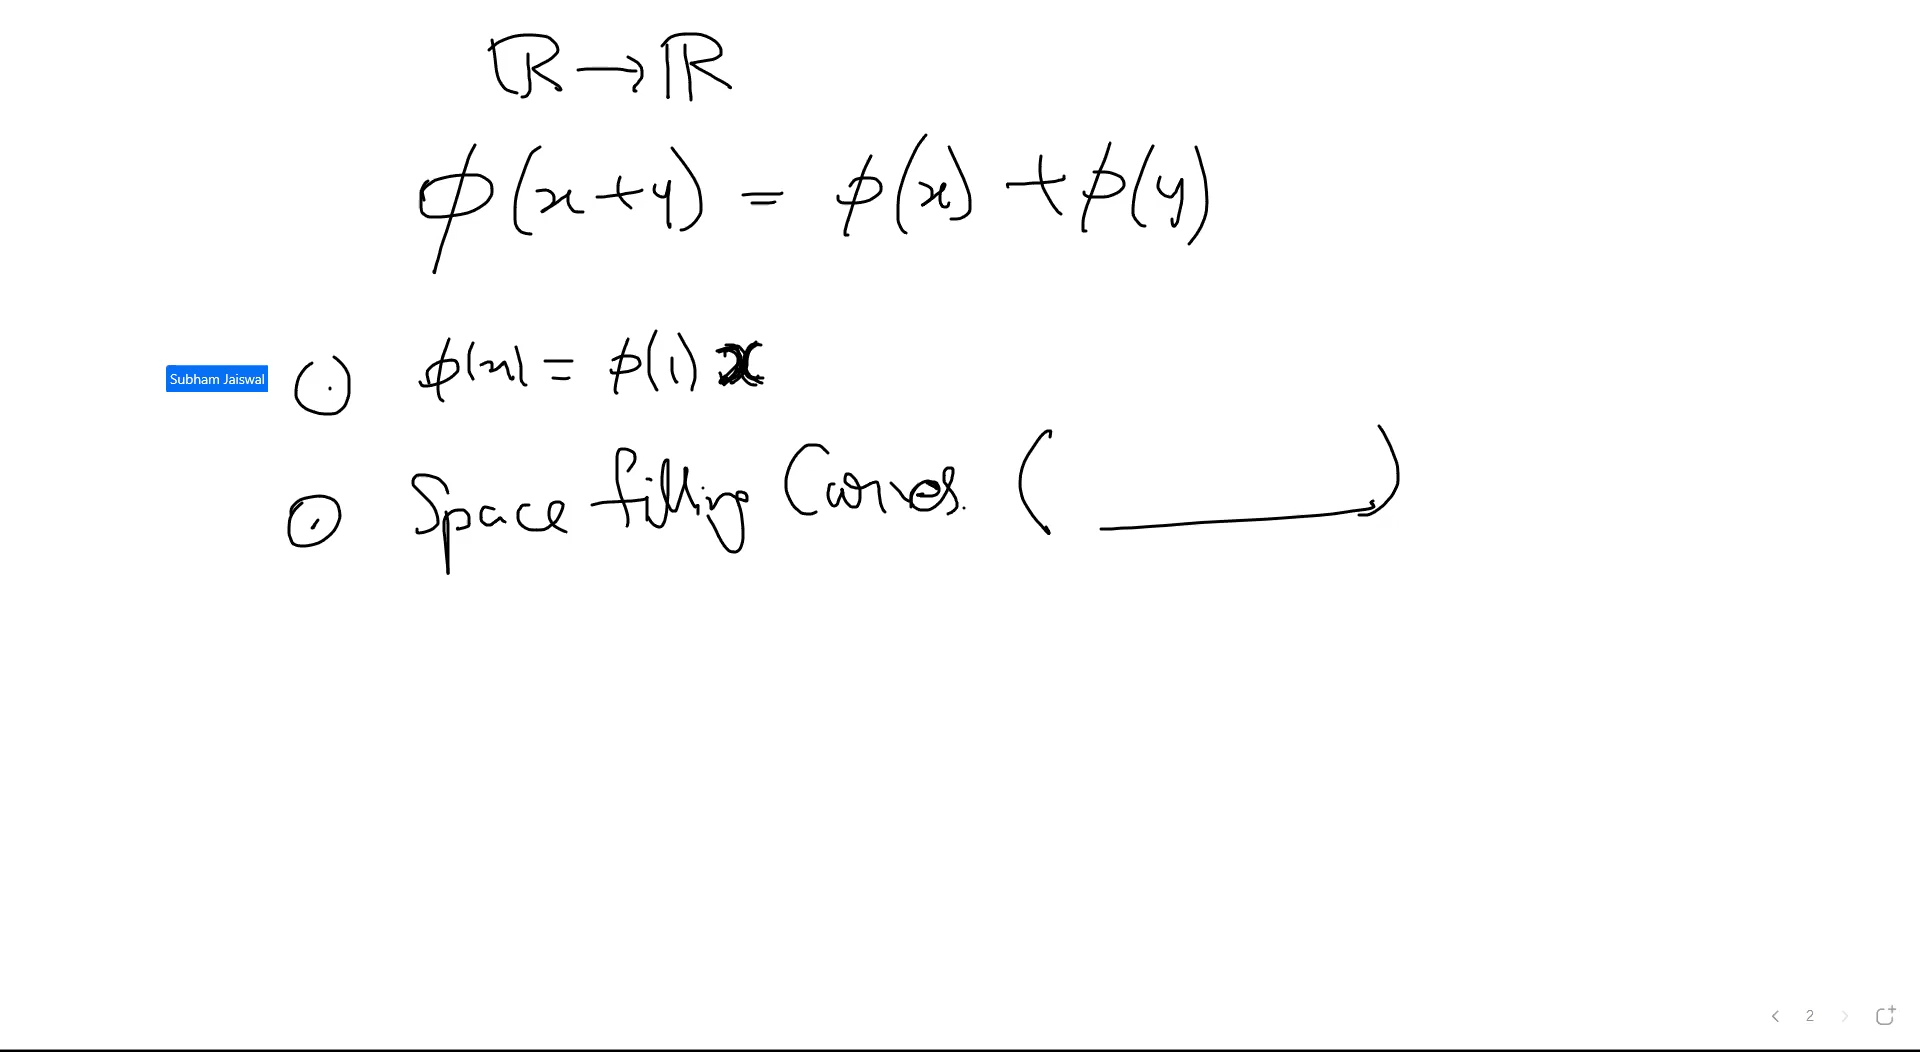 ℝ → ℝ
ϕ(x+y) = ϕ(x) + ϕ(y)
Subham Jaiswal
ϕ(x) = ϕ(1) x
Space filling Curves. ( )
2